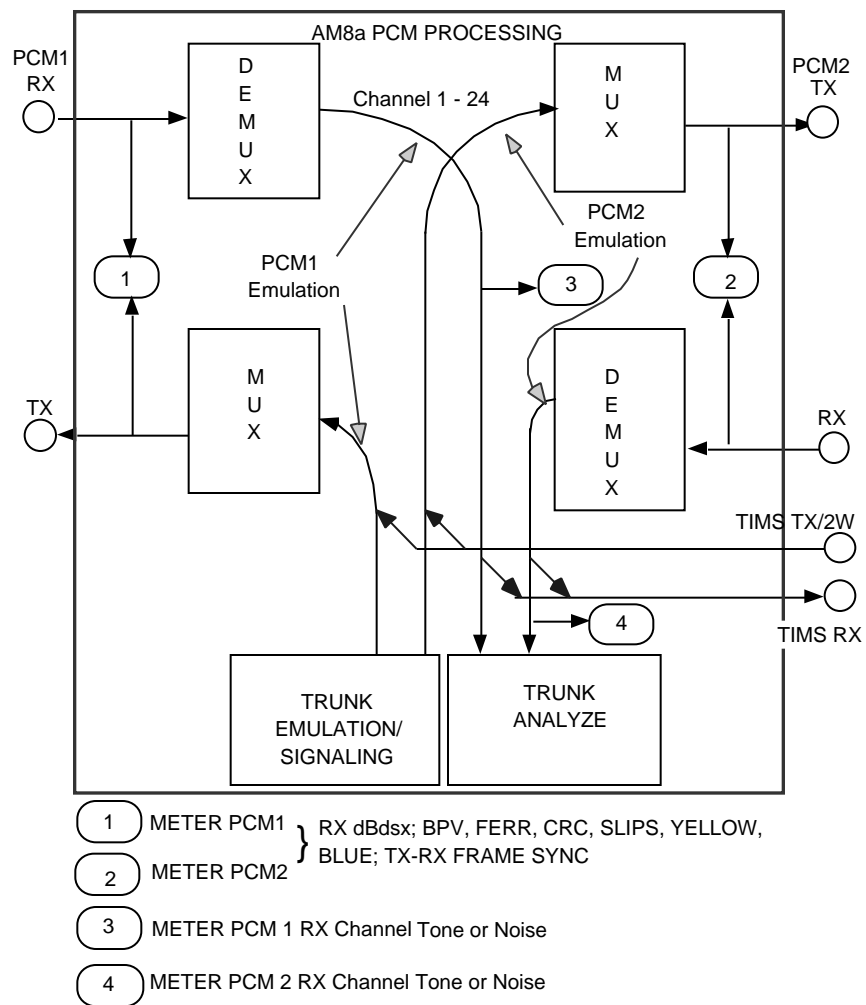 AM8a PCM PROCESSING
PCM1
RX
D
E
M
U
X
Channel 1 - 24
M
U
X
PCM2
TX
1
PCM1
Emulation
PCM2
Emulation
3
2
TX
M
U
X
D
E
M
U
X
RX
TIMS TX/2W
4
TIMS RX
TRUNK
EMULATION/
SIGNALING
TRUNK
ANALYZE
1 METER PCM1
2 METER PCM2
} RX dBdsx; BPV, FERR, CRC, SLIPS, YELLOW,
BLUE; TX-RX FRAME SYNC
3 METER PCM 1 RX Channel Tone or Noise
4 METER PCM 2 RX Channel Tone or Noise